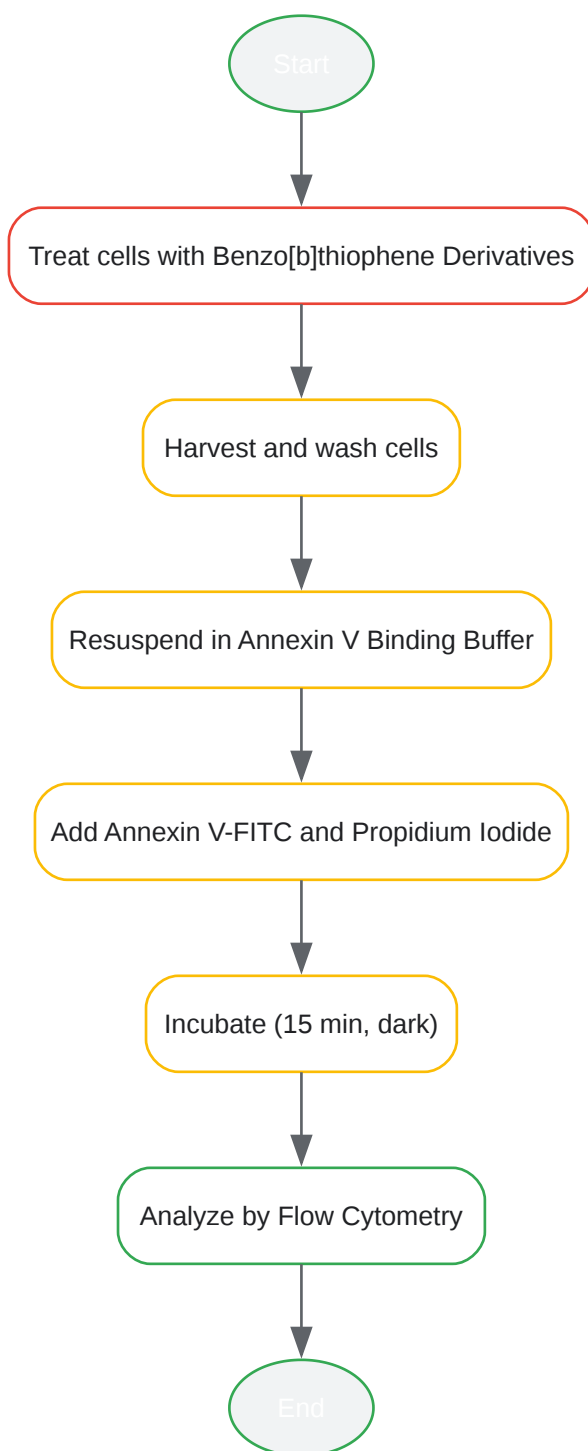 Start
Treat cells with Benzo[b]thiophene Derivatives
Harvest and wash cells
Resuspend in Annexin V Binding Buffer
Add Annexin V-FITC and Propidium Iodide
Incubate (15 min, dark)
Analyze by Flow Cytometry
End